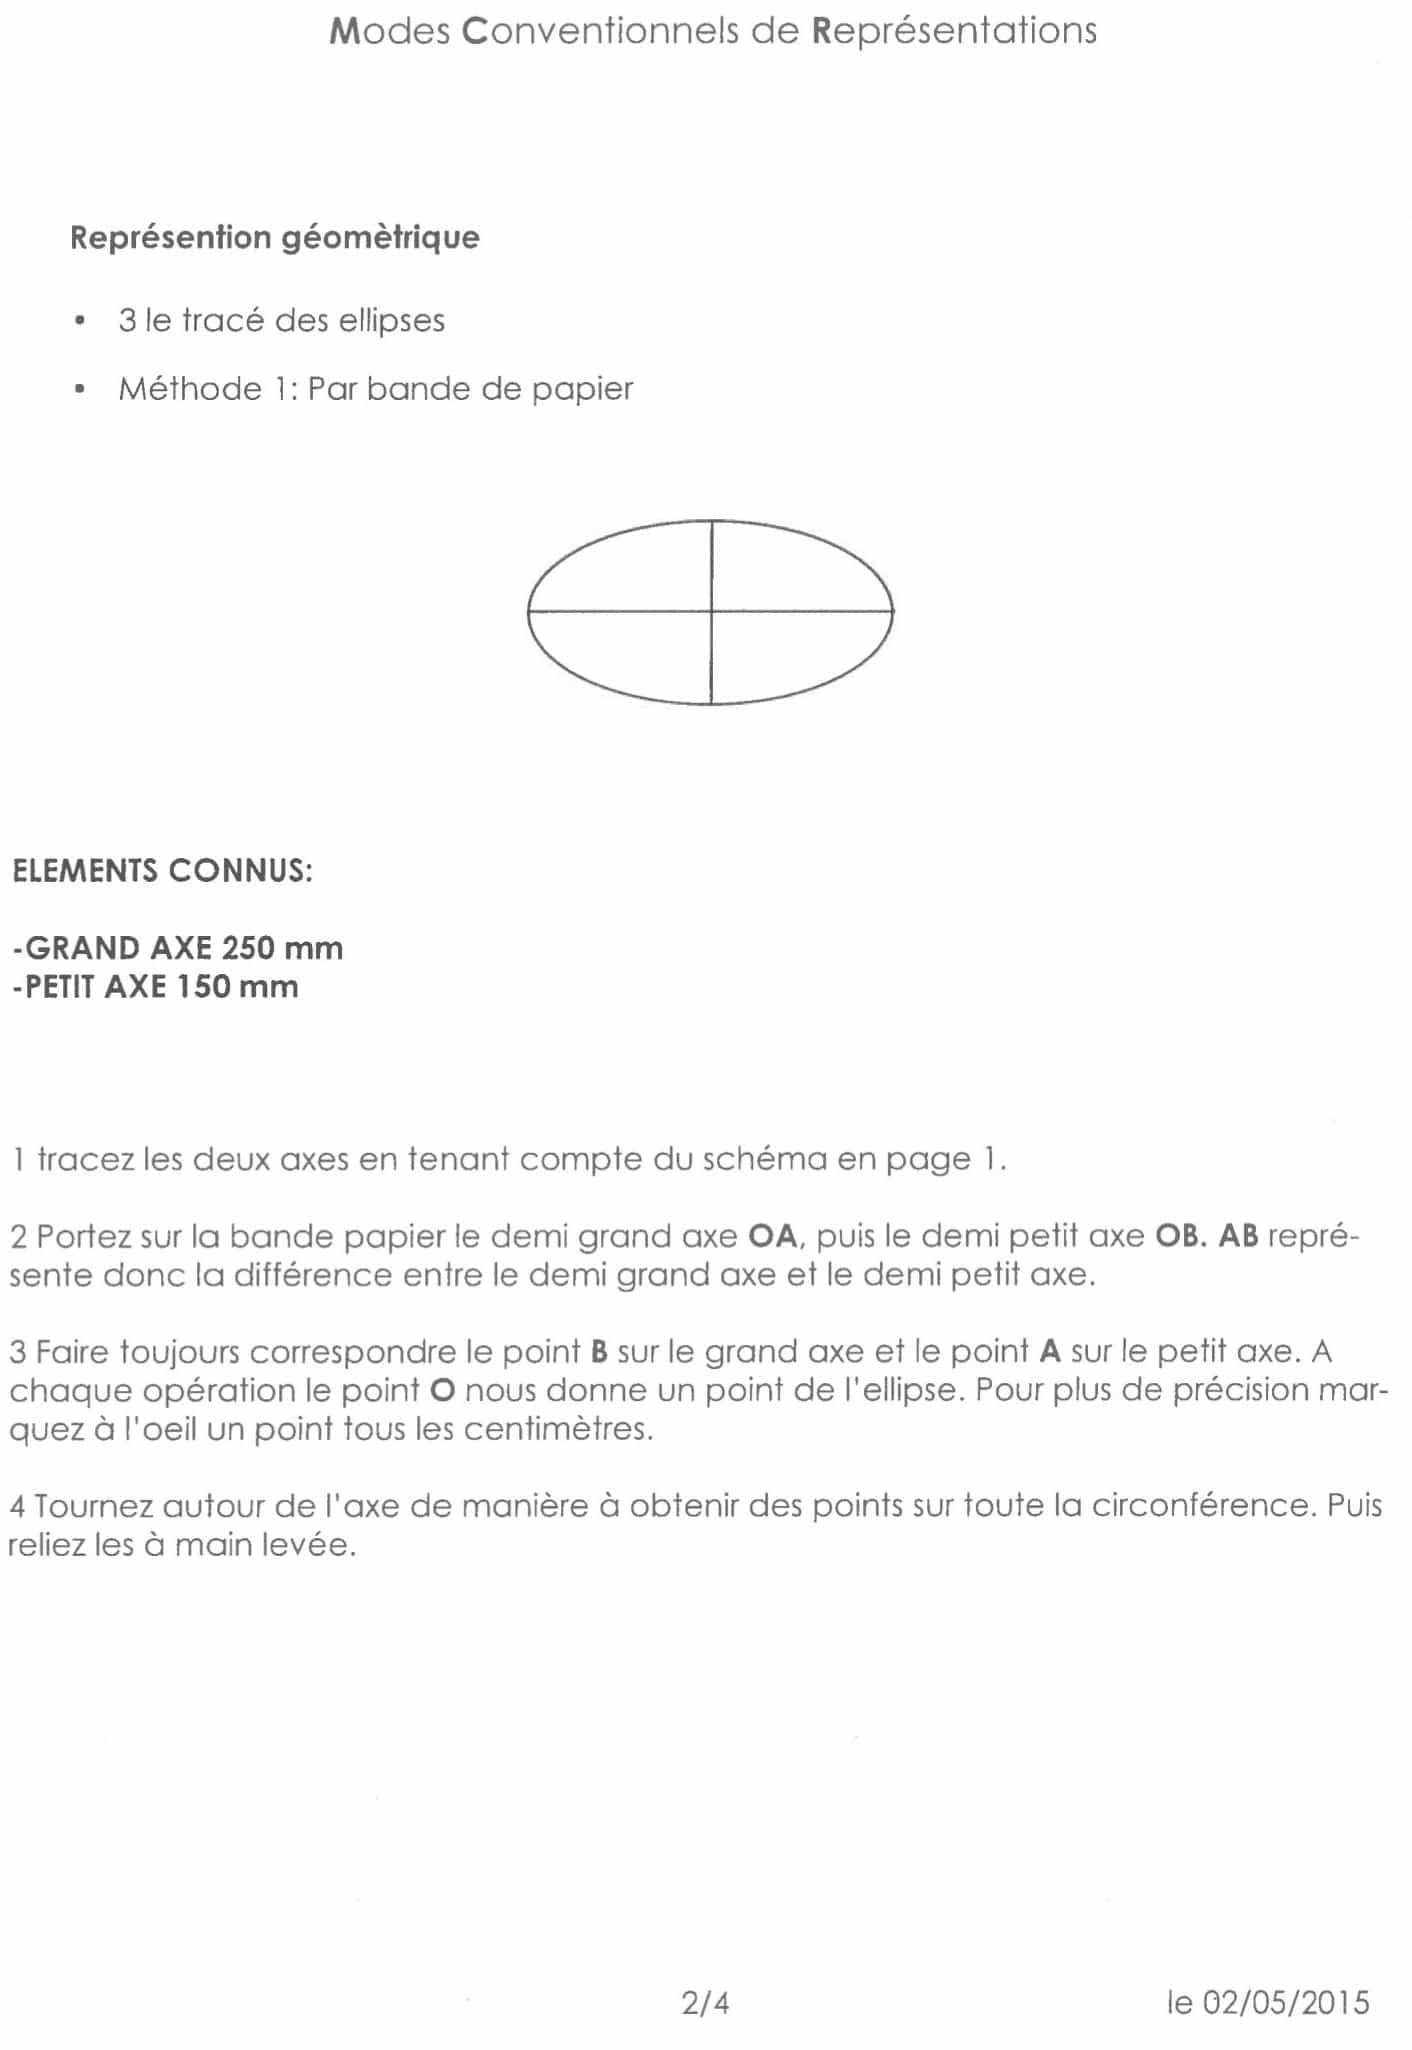 Modes Conventionnels de Représentations
Représention géomètrique
• 3 le tracé des ellipses
• Méthode 1: Par bande de papier
ELEMENTS CONNUS:
-GRAND AXE 250 mm
-PETIT AXE 150 mm
1 tracez les deux axes en tenant compte du schéma en page 1.
2 Portez sur la bande papier le demi grand axe OA, puis le demi petit axe OB. AB repré-
sente donc la différence entre le demi grand axe et le demi petit axe.
3 Faire toujours correspondre le point B sur le grand axe et le point A sur le petit axe. A
chaque opération le point O nous donne un point de l'ellipse. Pour plus de précision mar-
quez à l'oeil un point tous les centimètres.
4 Tournez autour de l'axe de manière à obtenir des points sur toute la circonférence. Puis
reliez les à main levée.
2/4
le 02/05/2015